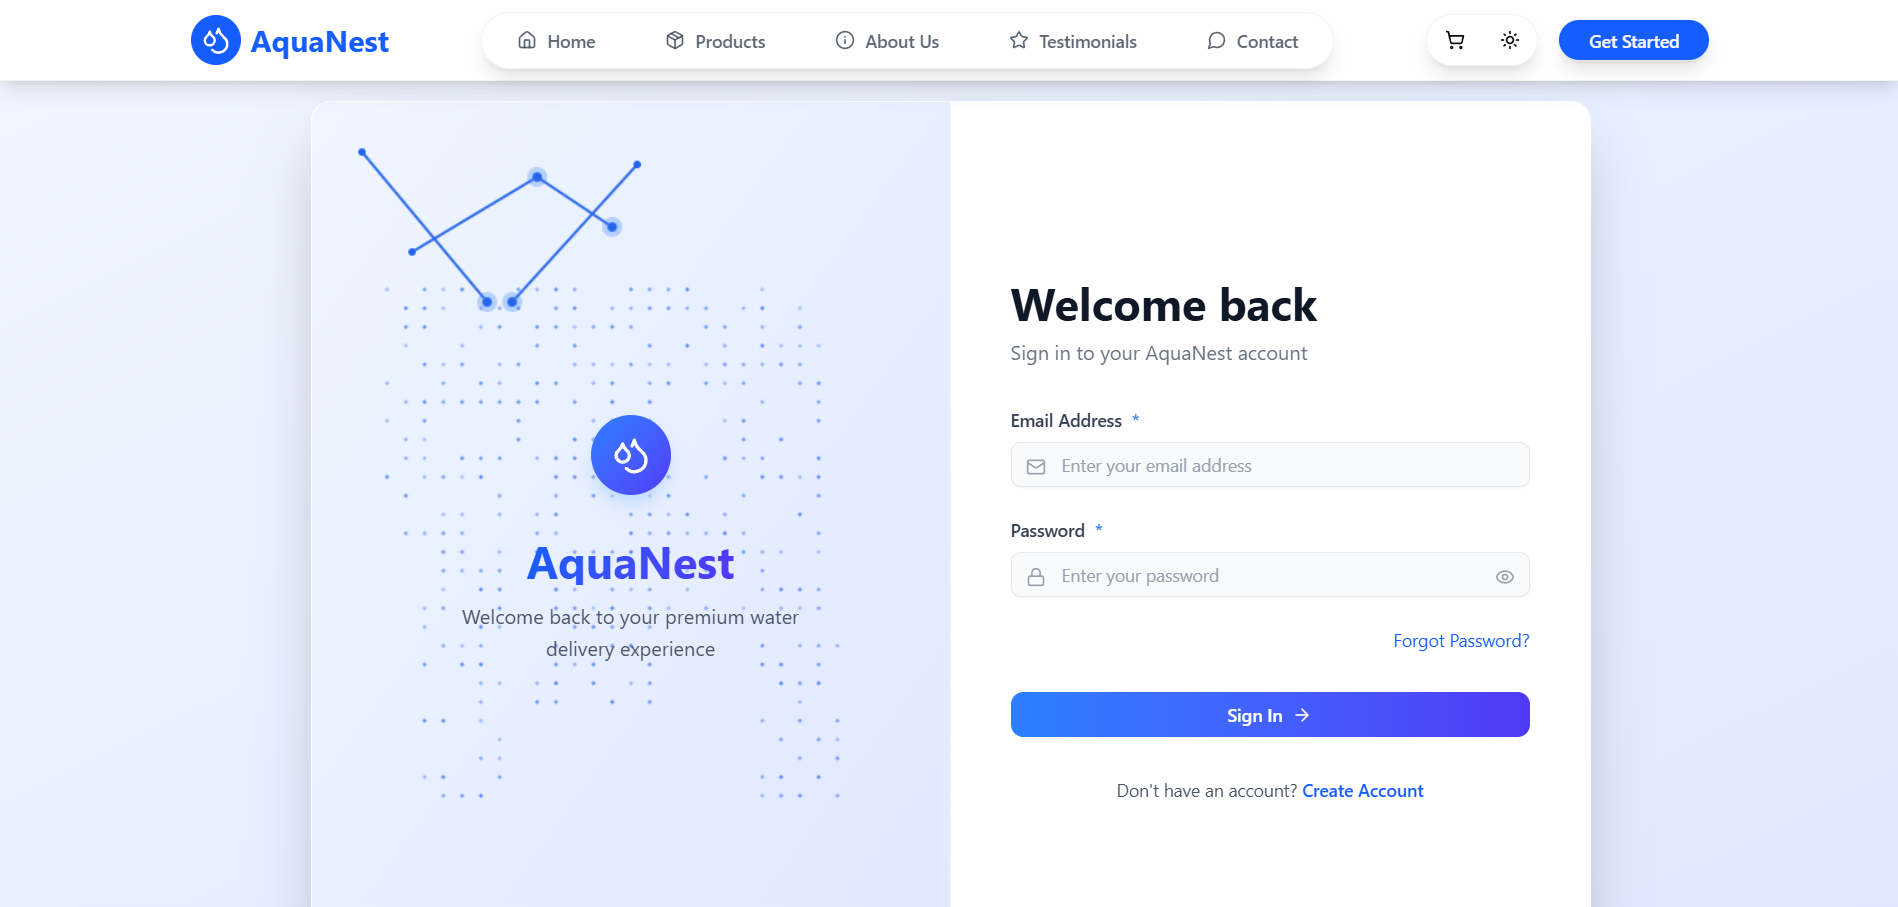 AquaNest
Home
Products
About Us
Testimonials
Contact
Get Started
AquaNest
Welcome back to your premium water
delivery experience
Welcome back
Sign in to your AquaNest account
Email Address *
Enter your email address
Password *
Enter your password
Forgot Password?
Sign In
Don't have an account? Create Account